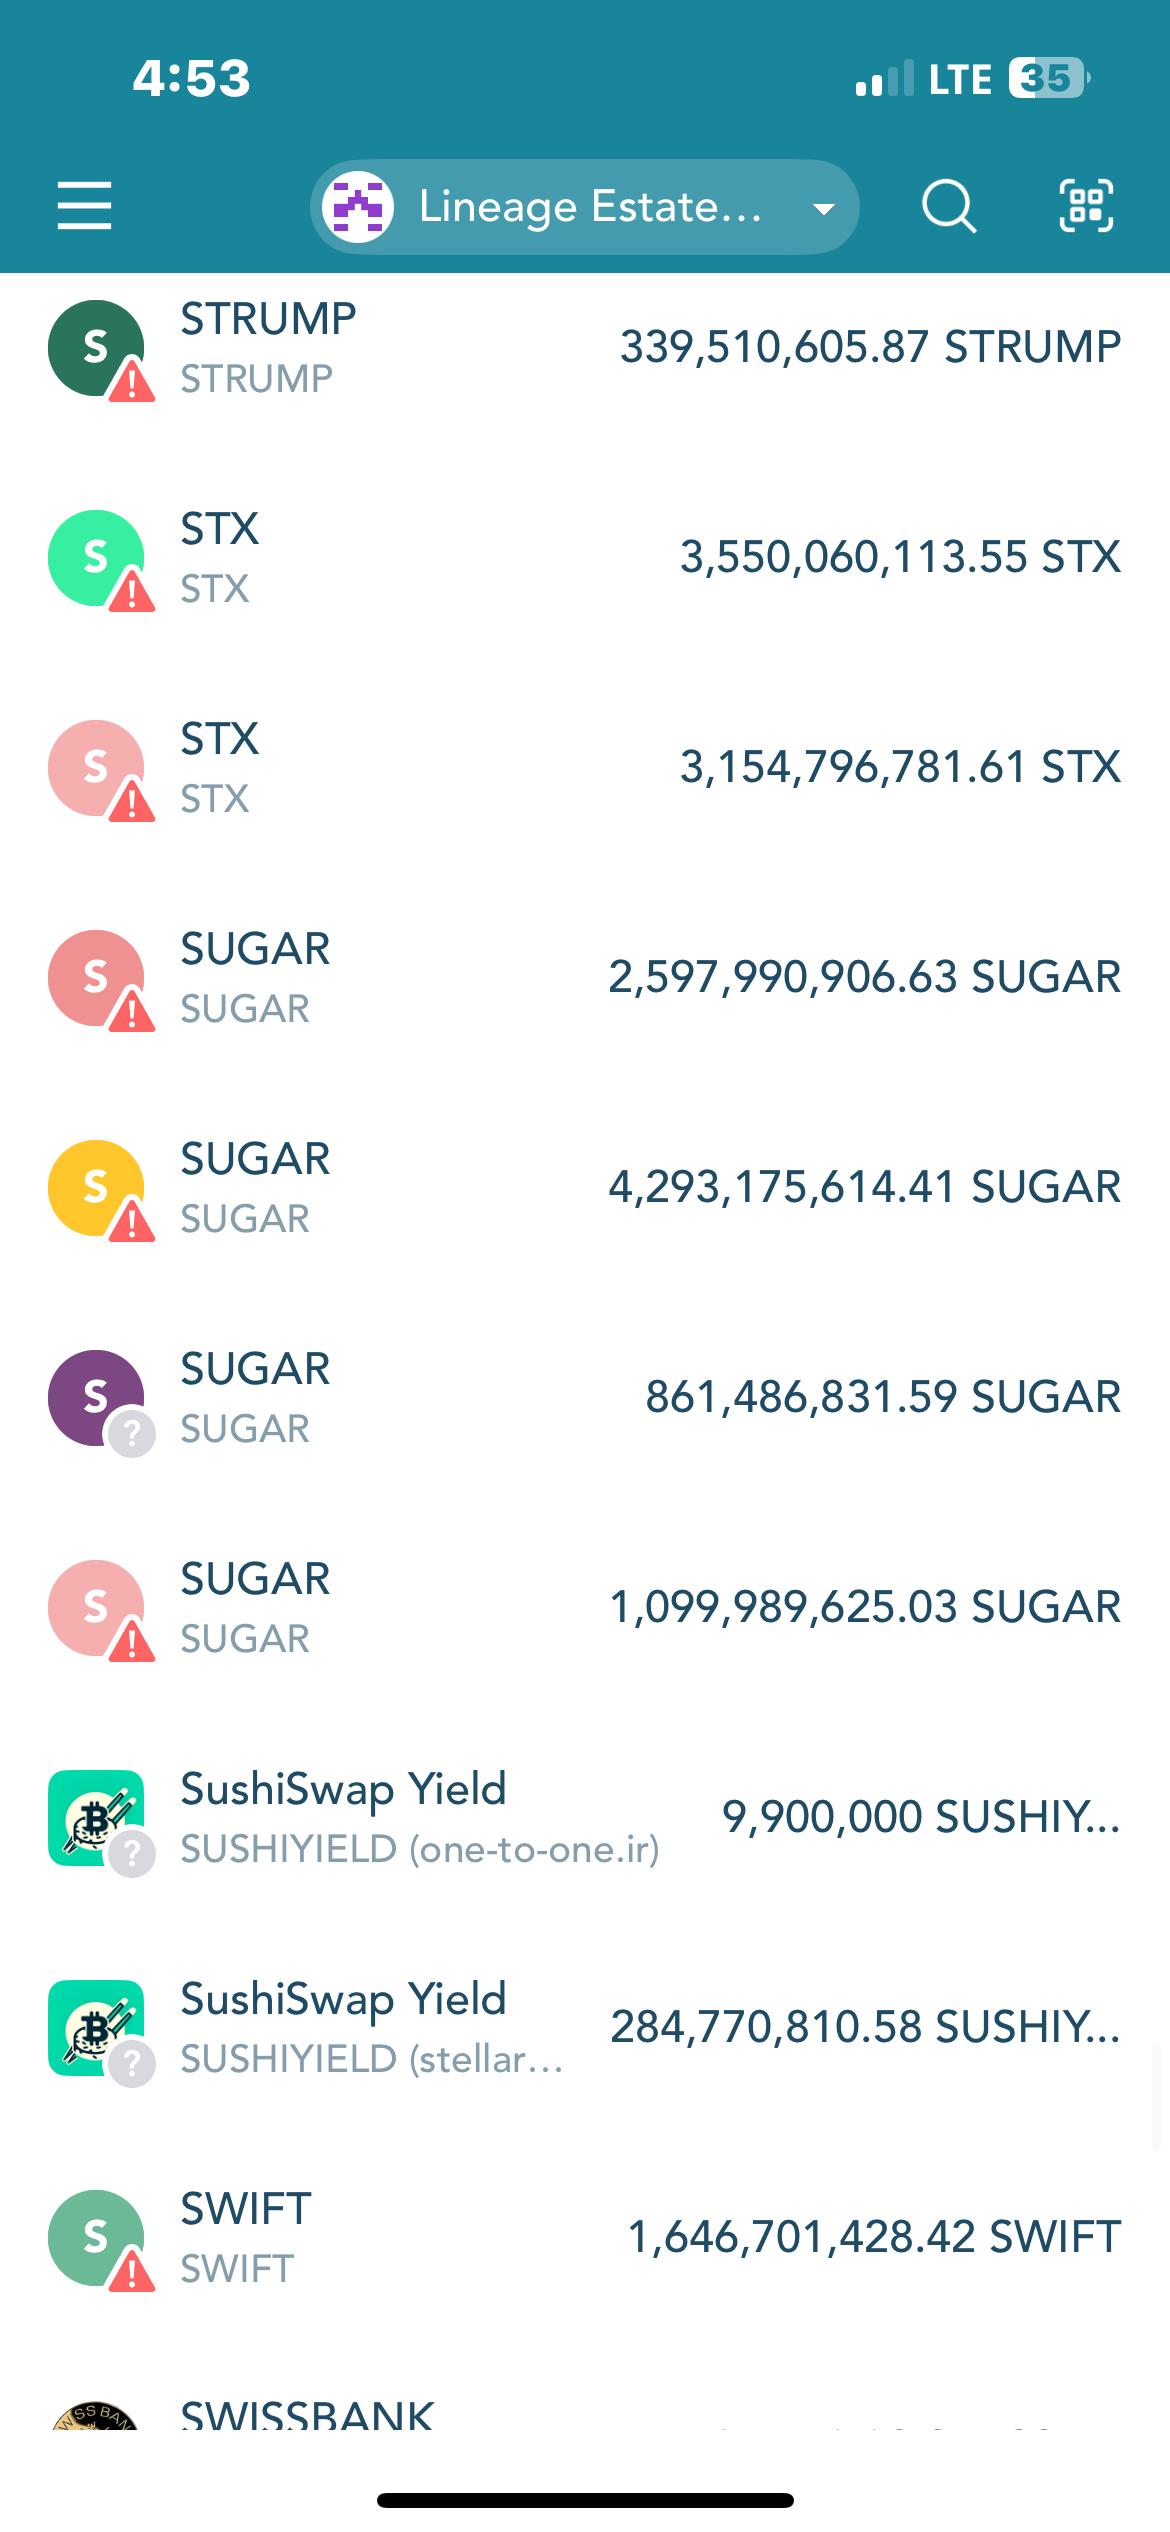 4:53
LTE 35
Lineage Estate...
S STRUMP
STRUMP
339,510,605.87 STRUMP
S STX
STX
3,550,060,113.55 STX
S STX
STX
3,154,796,781.61 STX
S SUGAR
SUGAR
2,597,990,906.63 SUGAR
S SUGAR
SUGAR
4,293,175,614.41 SUGAR
S SUGAR
? SUGAR
861,486,831.59 SUGAR
S SUGAR
SUGAR
1,099,989,625.03 SUGAR
SushiSwap Yield
? SUSHIYIELD (one-to-one.ir)
9,900,000 SUSHIY...
SushiSwap Yield
? SUSHIYIELD (stellar...
284,770,810.58 SUSHIY...
S SWIFT
SWIFT
1,646,701,428.42 SWIFT
SWISSBANK